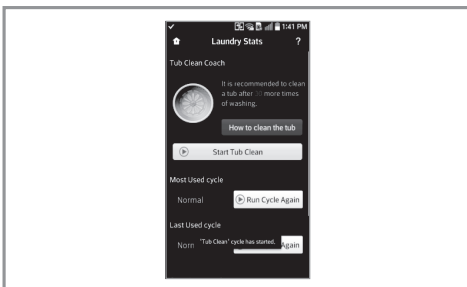 1:41 PM
Laundry Stats ?
Tub Clean Coach
It is recommended to clean
a tub after 30 more times
of washing.
How to clean the tub
Start Tub Clean
Most Used cycle
Normal Run Cycle Again
Last Used cycle
Norn "Tub Clean" cycle has started. Again